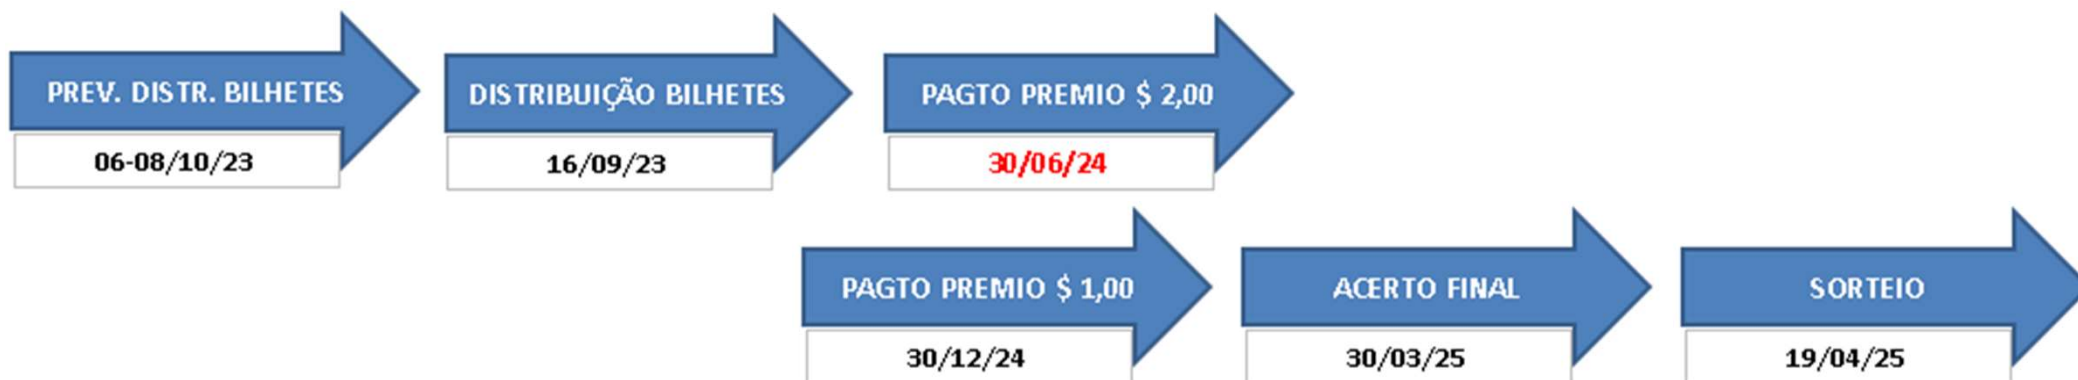 PREV. DISTR. BILHETES
06-08/10/23
DISTRIBUIÇÃO BILHETES
16/09/23
PAGTO PREMIO $ 2,00
30/06/24
PAGTO PREMIO $ 1,00
30/12/24
ACERTO FINAL
30/03/25
SORTEIO
19/04/25